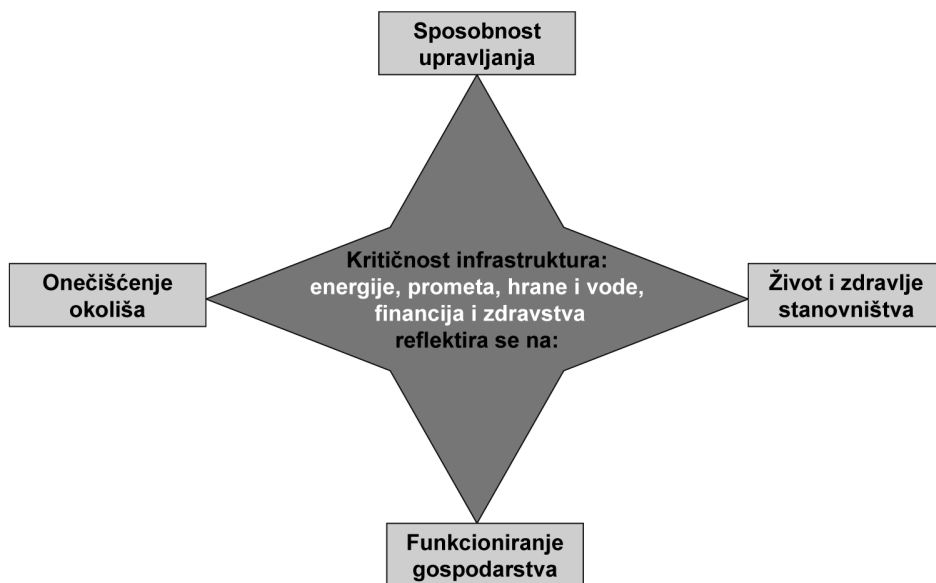 Sposobnost
upravljanja
Kritičnost infrastruktura:
energije, prometa, hrane i vode,
financija i zdravstva
reflektira se na:
Onečišćenje
okoliša
Život i zdravlje
stanovništva
Funkcioniranje
gospodarstva